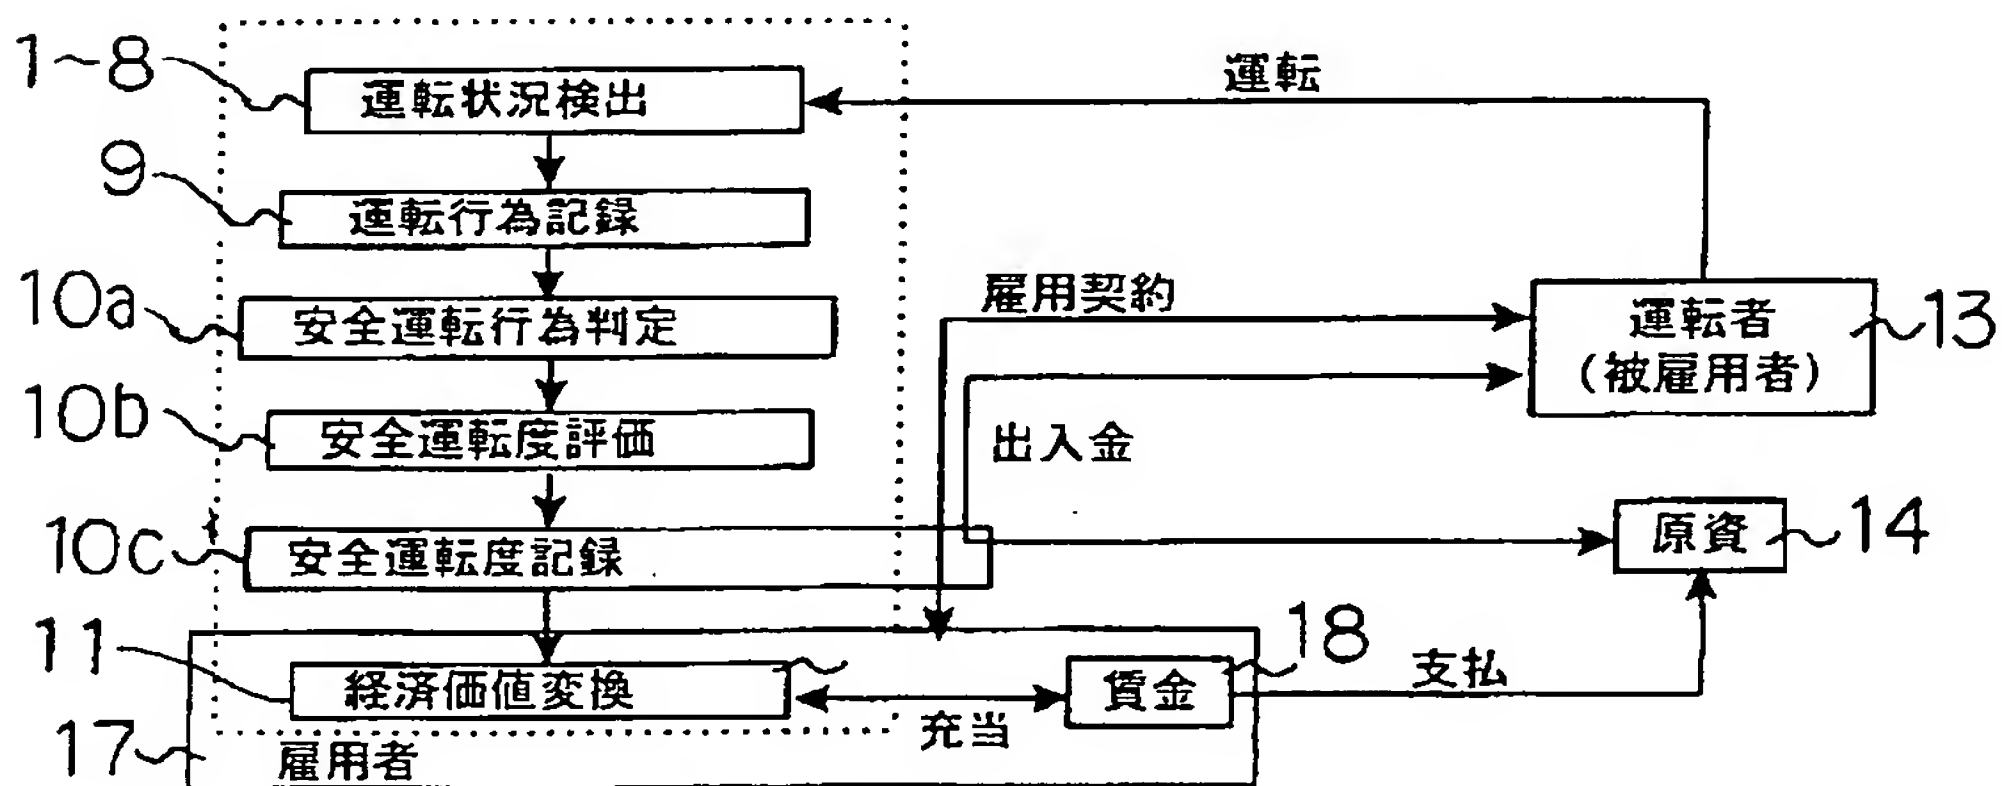 1~8
運転状況検出
運転
9
運転行為記録
10a
安全運転行為判定
雇用契約
運転者
(被雇用者)
13
10b
安全運転度評価
出入金
10c
安全運転度記録
原資
14
11
経済価値変換
充当
賃金
18
支払
17
雇用者